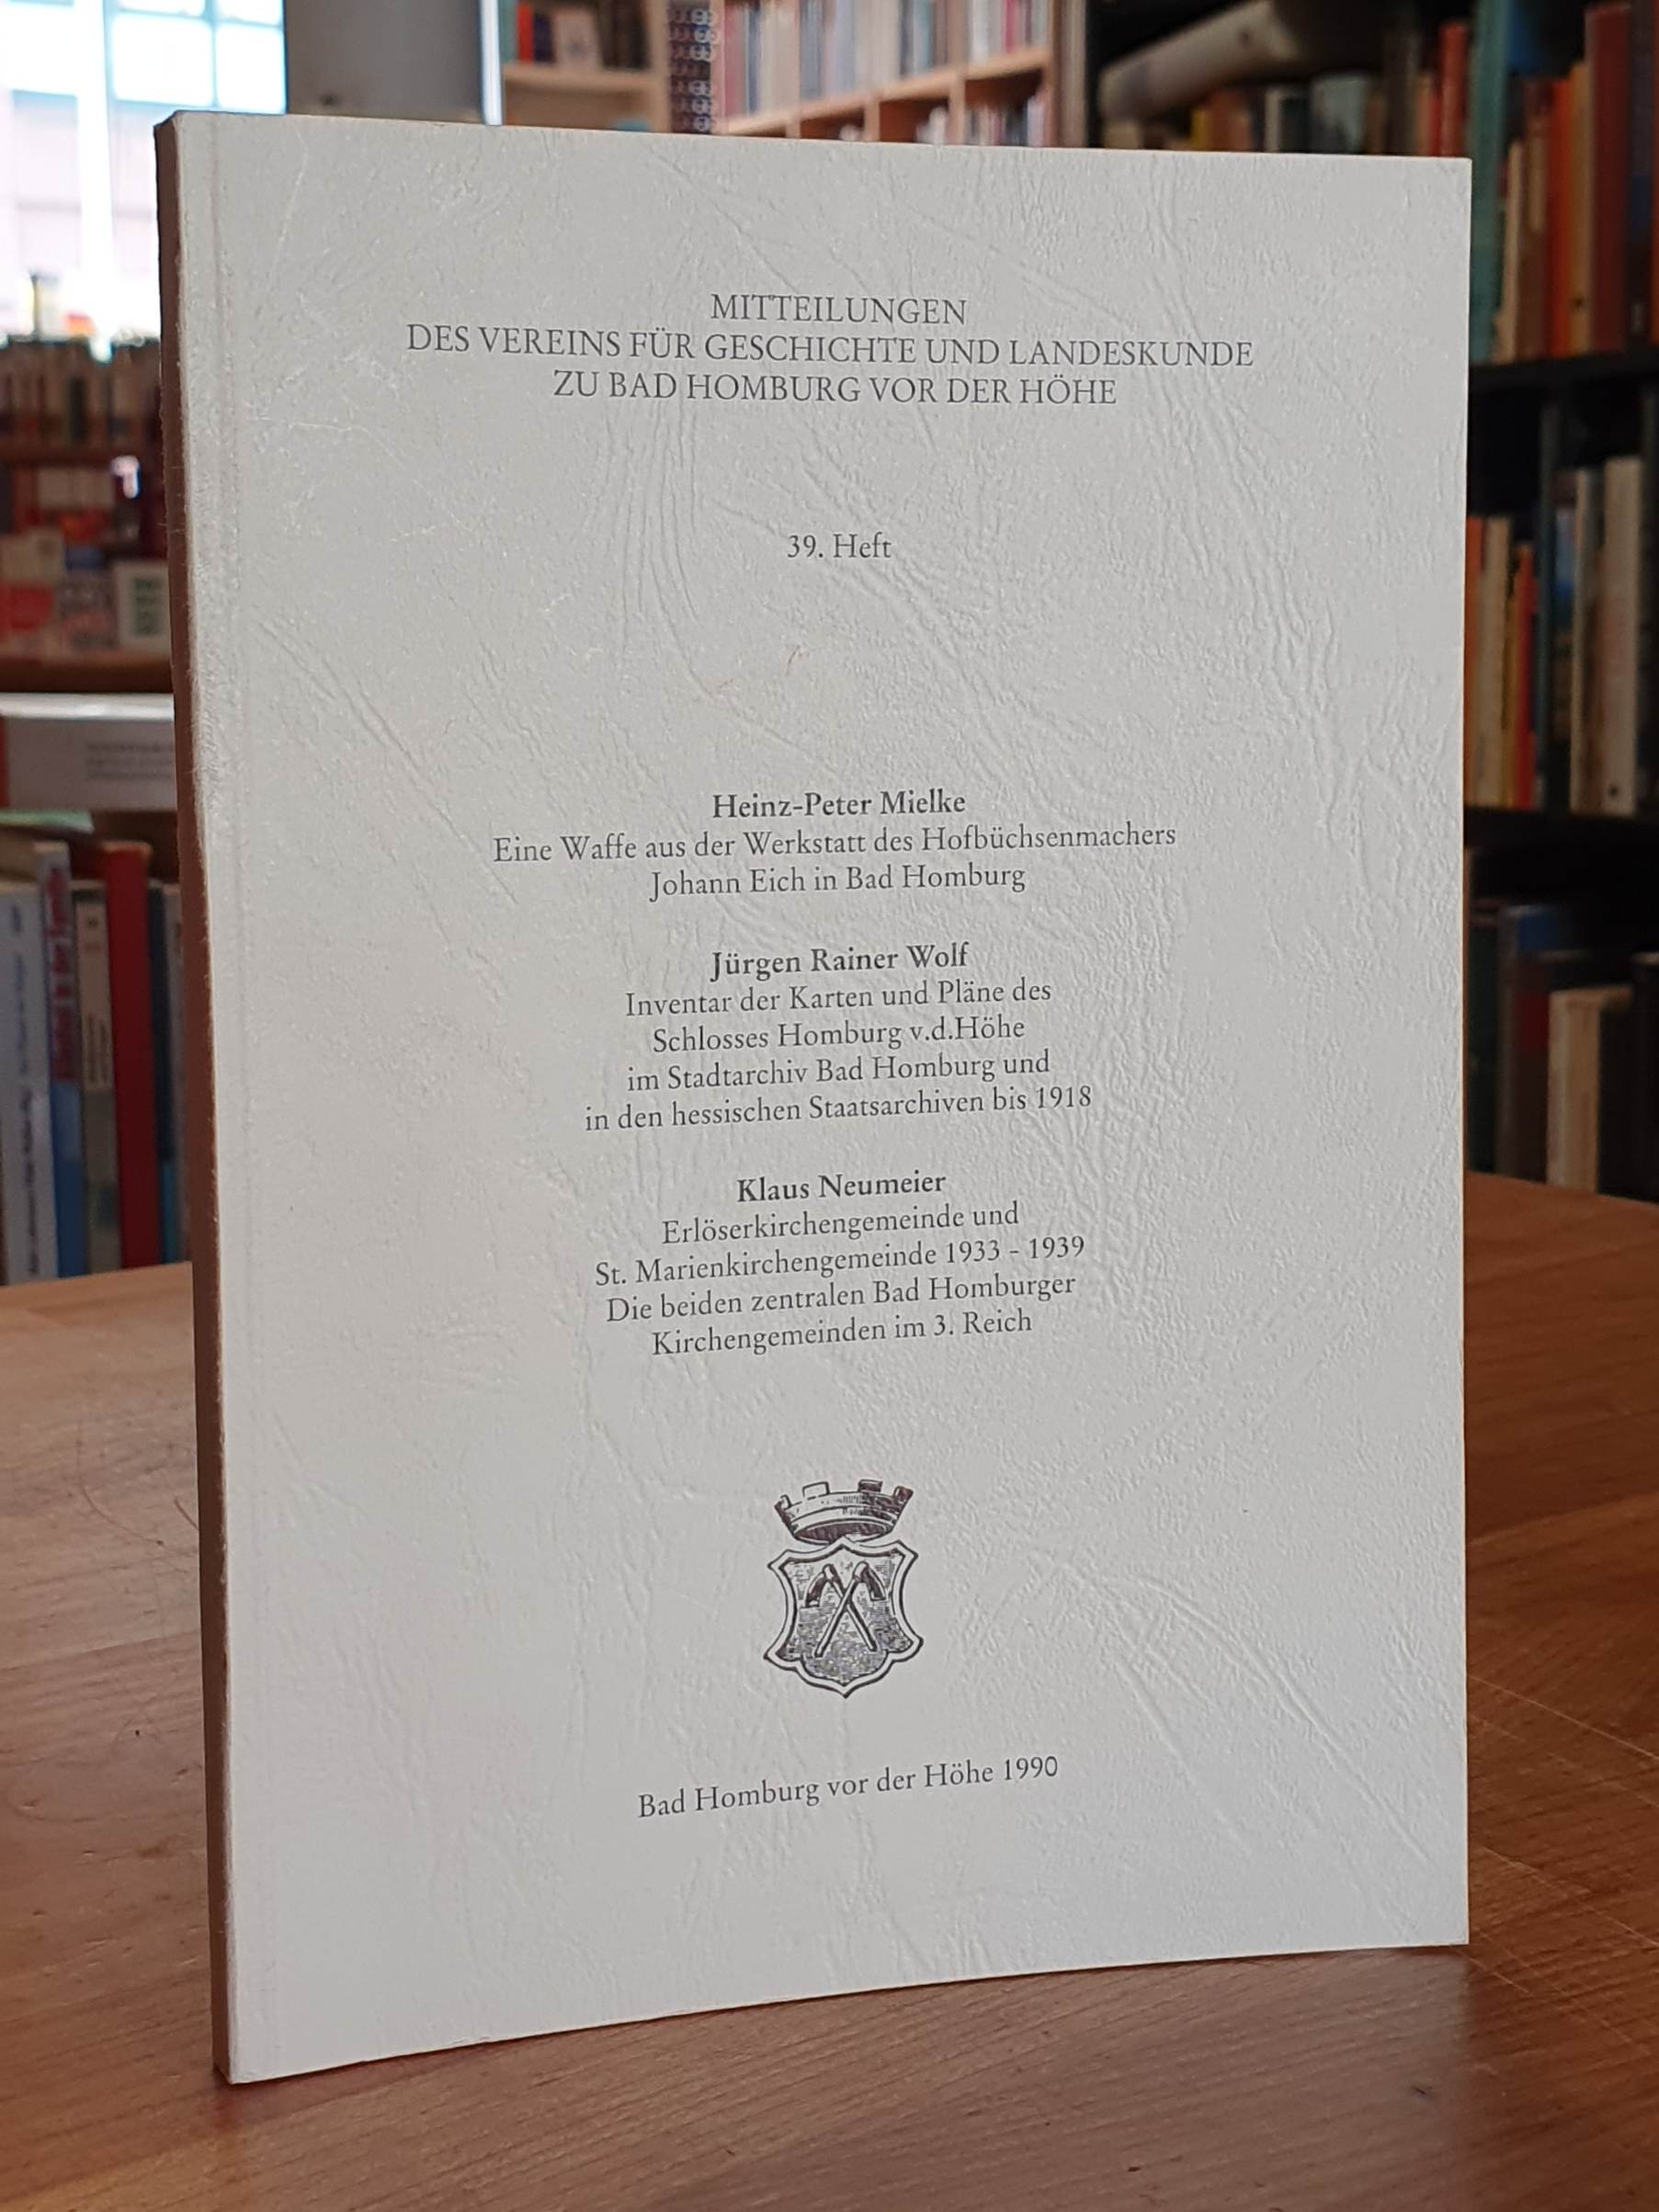 MITTEILUNGEN
DES VEREINS FÜR GESCHICHTE UND LANDESKUNDE
ZU BAD HOMBURG VOR DER HÖHE
39. Heft
Heinz-Peter Mielke
Eine Waffe aus der Werkstatt des Hofbüchsenmachers
Johann Eich in Bad Homburg
Jürgen Rainer Wolf
Inventar der Karten und Pläne des
Schlosses Homburg v.d.Höhe
im Stadtarchiv Bad Homburg und
in den hessischen Staatsarchiven bis 1918
Klaus Neumeier
Erlöserkirchengemeinde und
St. Marienkirchengemeinde 1933 - 1939
Die beiden zentralen Bad Homburger
Kirchengemeinden im 3. Reich
Bad Homburg vor der Höhe 1990